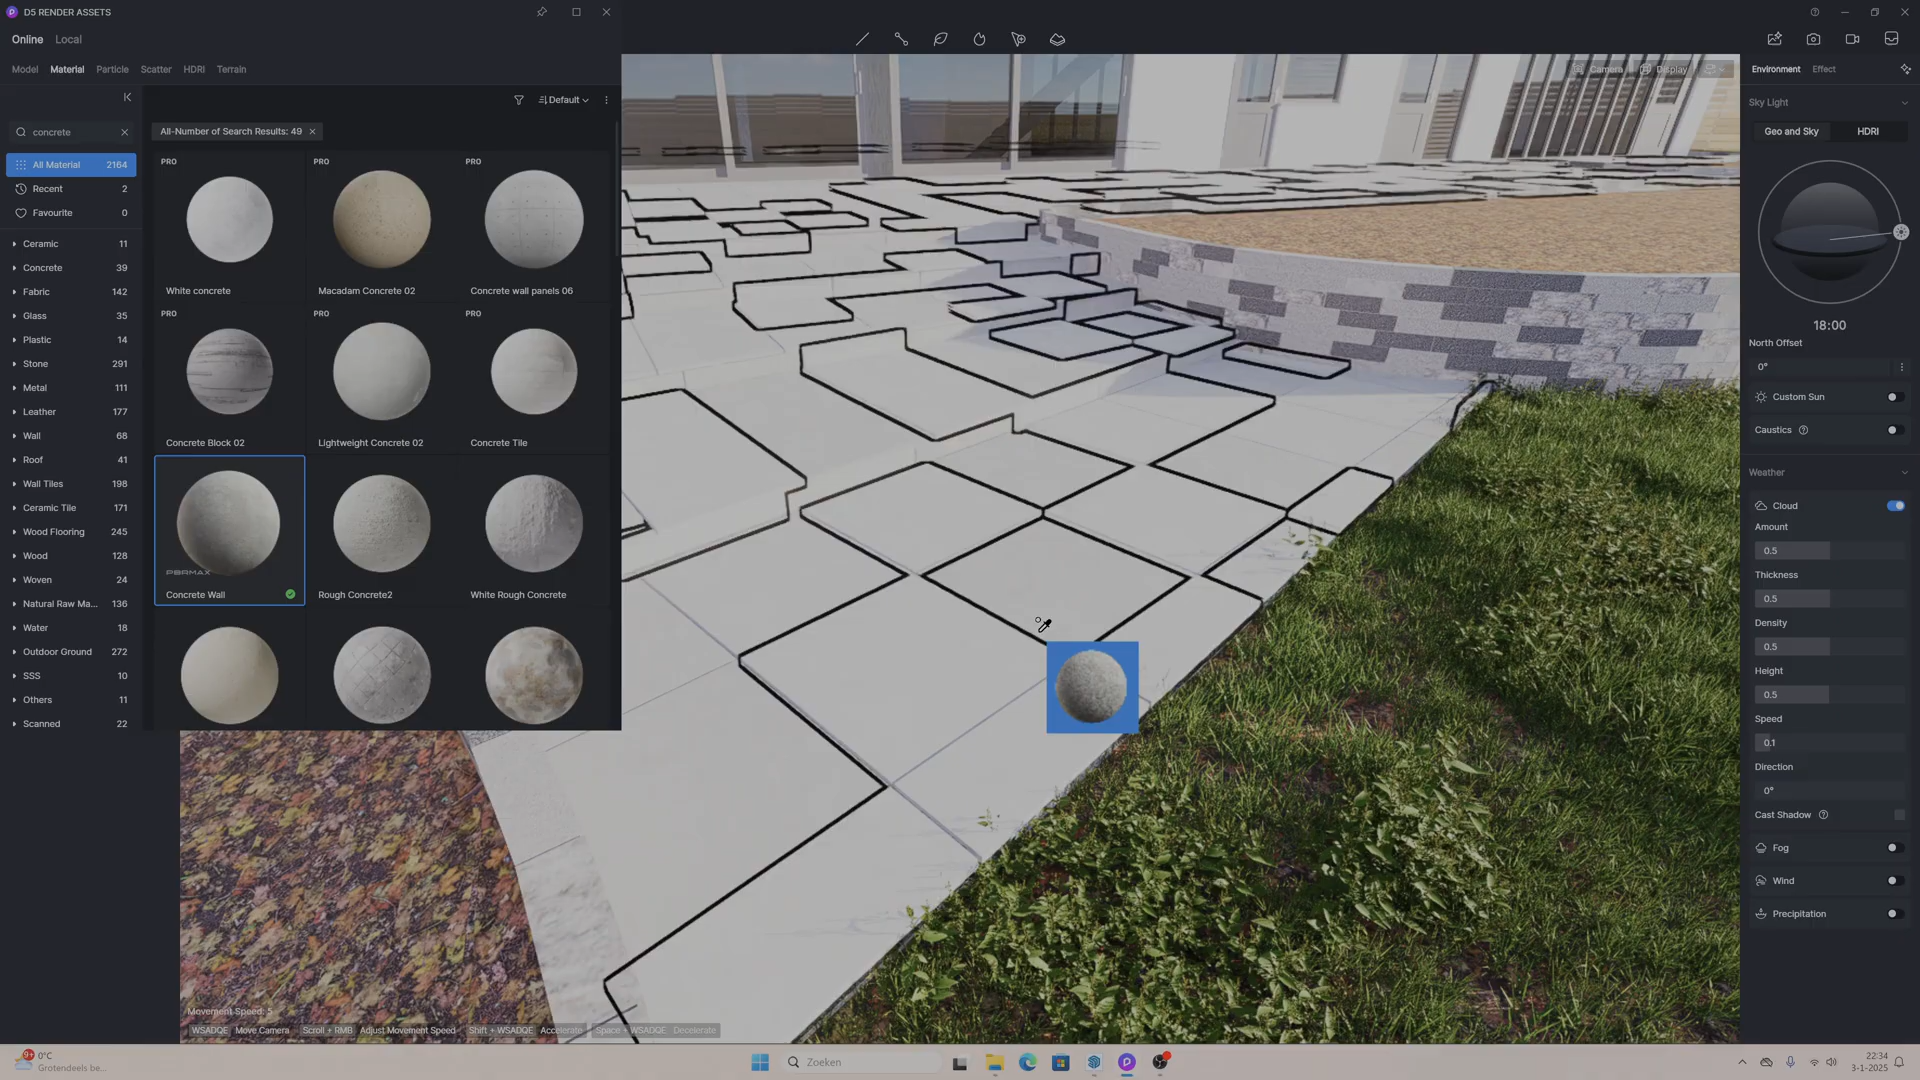 D5 RENDER ASSETS
Online Local
Model Material Particle Scatter HDRI Terrain
Default
concrete
All-Number of Search Results: 49
All Material 2164
Recent 2
Favourite 0
Ceramic 11
Concrete 39
Fabric 142
Glass 35
Plastic 14
Stone 291
Metal 111
Leather 177
Wall 68
Roof 41
Wall Tiles 198
Ceramic Tile 171
Wood Flooring 245
Wood 128
Woven 24
Natural Raw Ma... 136
Water 18
Outdoor Ground 272
SSS 10
Others 11
Scanned 22
PRO PRO PRO
White concrete Macadam Concrete 02 Concrete wall panels 06
PRO PRO PRO
Concrete Block 02 Lightweight Concrete 02 Concrete Tile
PBRMAX
Concrete Wall Rough Concrete2 White Rough Concrete
Camera Display
Movement Speed: 5
WSADQE Move Camera Scroll + RMB Adjust Movement Speed Shift + WSADQE Accelerate Space + WSADQE Decelerate
Environment Effect
Sky Light
Geo and Sky HDRI
18:00
North Offset
0°
Custom Sun
Caustics
Weather
Cloud
Amount
0.5
Thickness
0.5
Density
0.5
Height
0.5
Speed
0.1
Direction
0°
Cast Shadow
Fog
Wind
Precipitation
9+
0°C
Grotendeels be...
Zoeken
22:34
3-1-2025